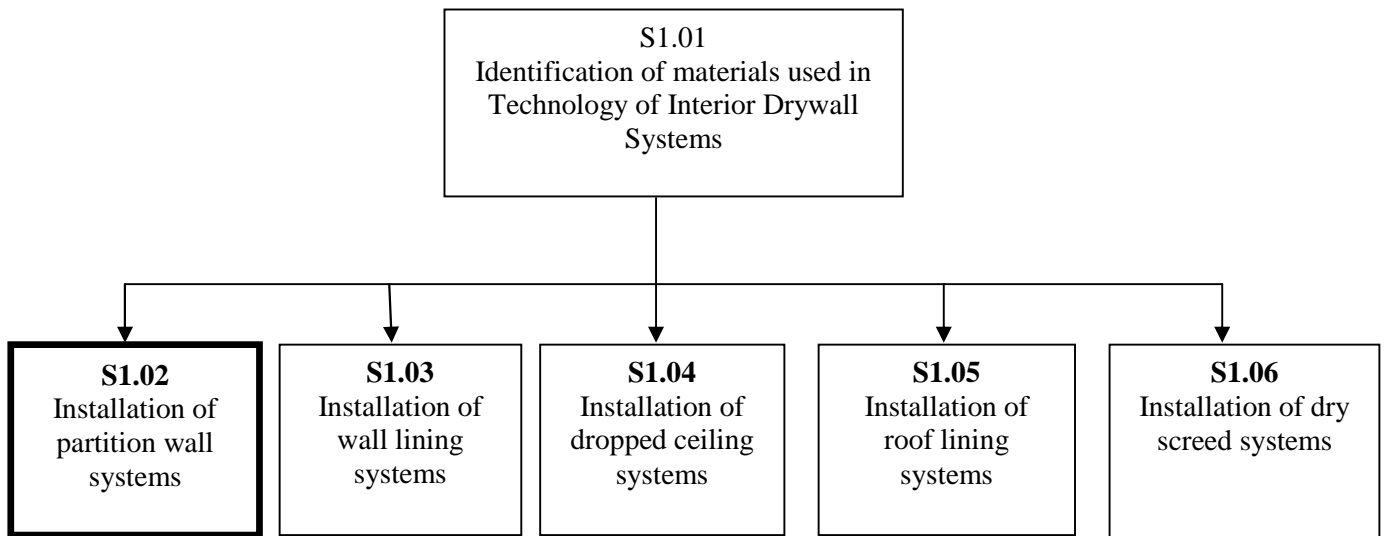 S1.01
Identification of materials used in
Technology of Interior Drywall
Systems
S1.02
Installation of
partition wall
systems
S1.03
Installation of
wall lining
systems
S1.04
Installation of
dropped ceiling
systems
S1.05
Installation of
roof lining
systems
S1.06
Installation of dry
screed systems